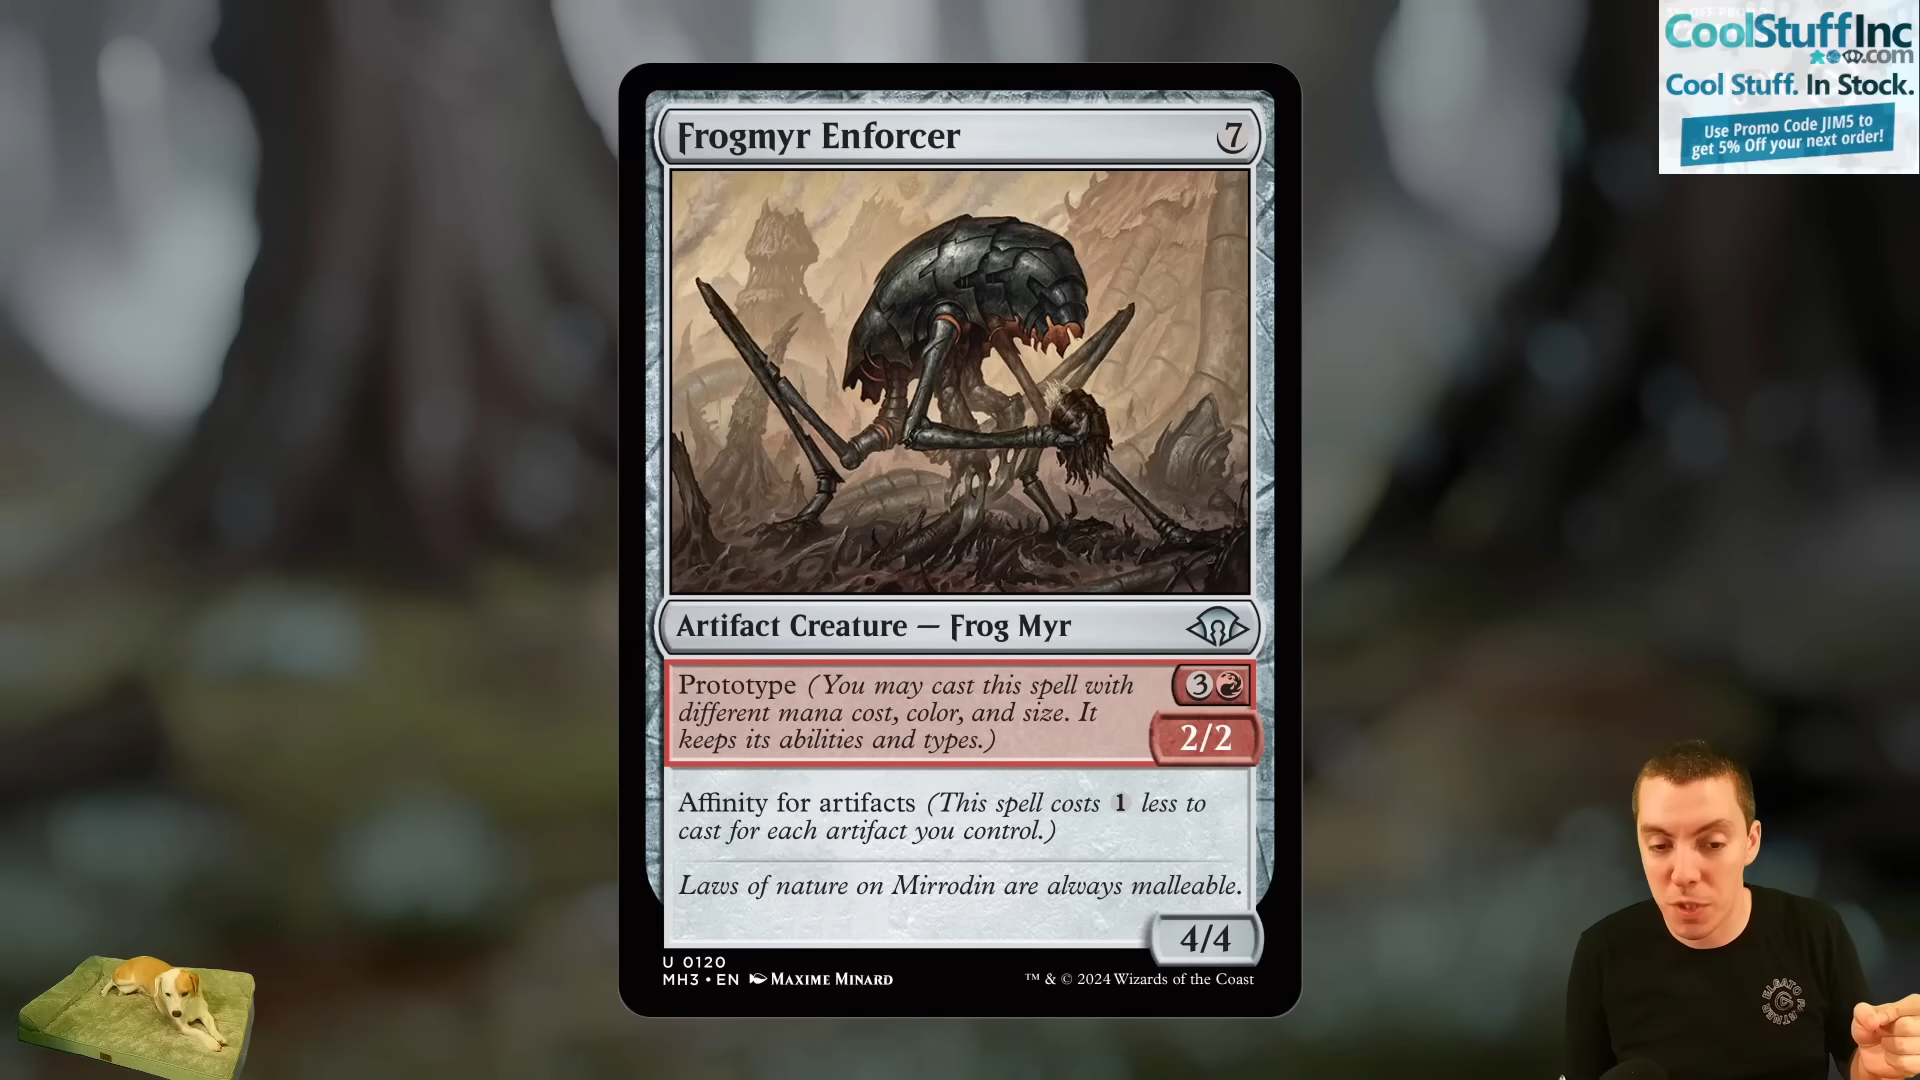 CoolStuffInc
.com
Cool Stuff. In Stock.
Use Promo Code JIM5 to
get 5% Off your next order!
Frogmyr Enforcer 7
Artifact Creature — Frog Myr
Prototype (You may cast this spell with 3
different mana cost, color, and size. It
keeps its abilities and types.) 2/2
Affinity for artifacts (This spell costs 1 less to
cast for each artifact you control.)
Laws of nature on Mirrodin are always malleable.
4/4
U 0120
MH3 • EN MAXIME MINARD
™ & © 2024 Wizards of the Coast
ELGATO
PARTNER